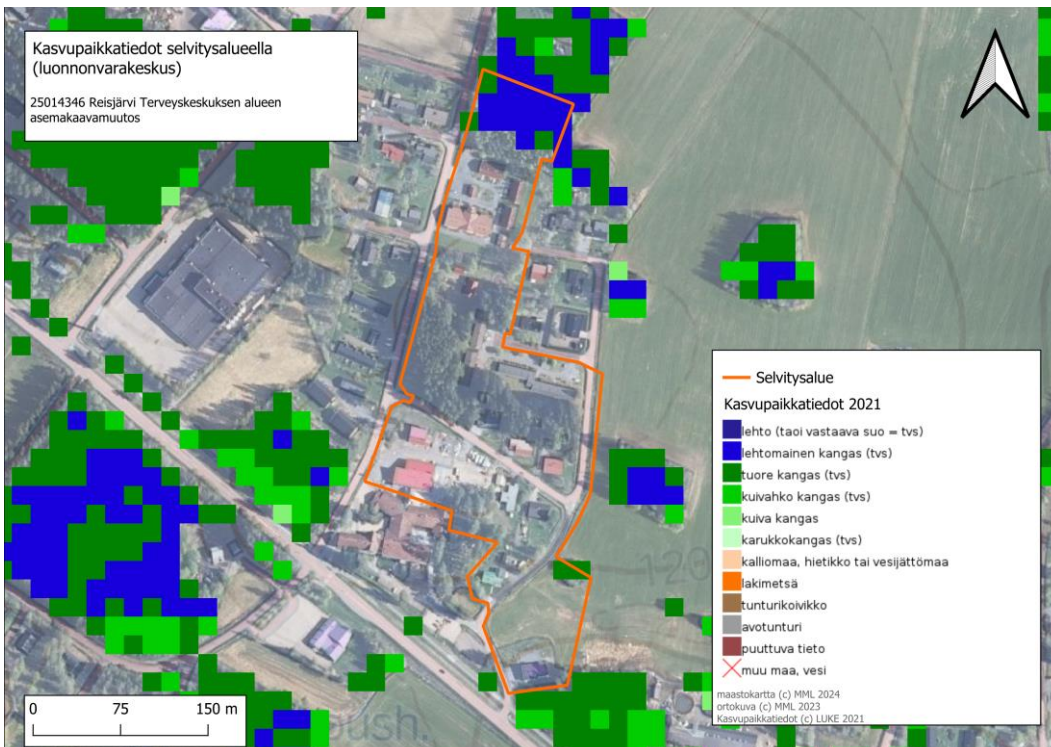 Kasvupaikkatiedot selvitysalueella
(luonnonvarakeskus)
25014346 Reisjärvi Terveyskeskuksen alueen
asemakaavamuutos
Selvitysalue
Kasvupaikkatiedot 2021
lehto (taoi vastaava suo = tvs)
lehtomainen kangas (tvs)
tuore kangas (tvs)
kuivahko kangas (tvs)
kuiva kangas
karukkokangas (tvs)
kalliomaa, hietikko tai vesijättömaa
lakimetsä
tunturikoivikko
avotunturi
puuttuva tieto
muu maa, vesi
maastokartta (c) MML 2024
ortokuva (c) MML 2023
Kasvupaikkatiedot (c) LUKE 2021
0 75 150 m